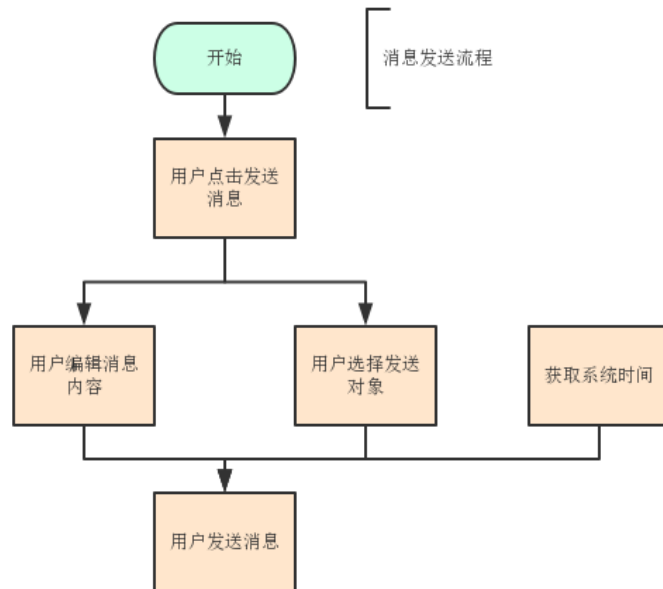 开始
消息发送流程
用户点击发送
消息
用户编辑消息
内容
用户选择发送
对象
获取系统时间
用户发送消息